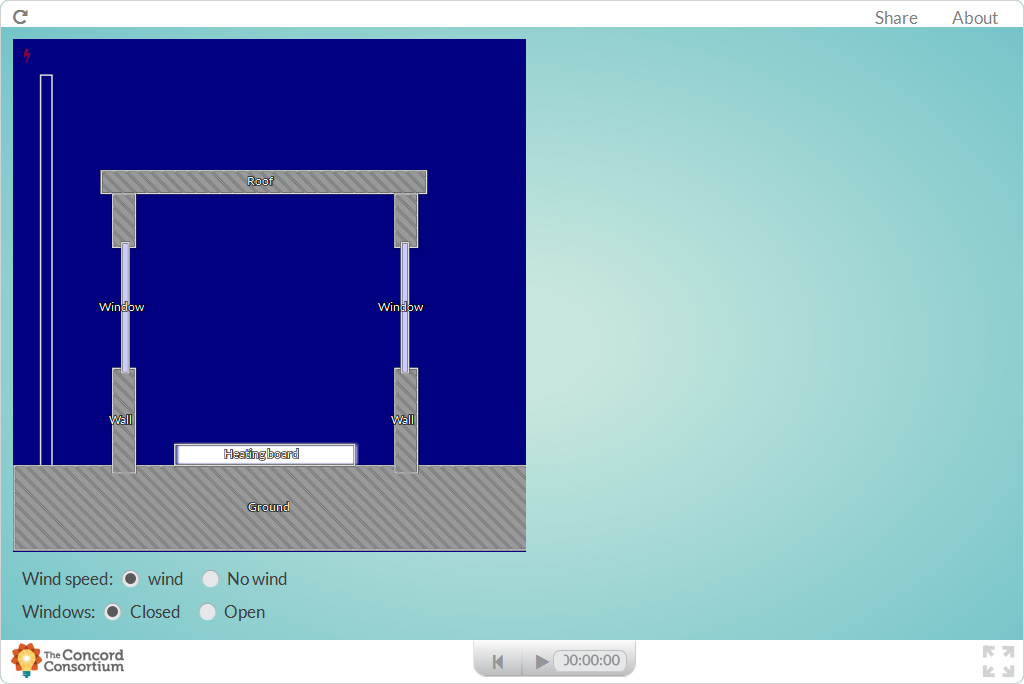 Share About
Roof
Window Window
Wall Wall
Heating board
Ground
Wind speed: wind No wind
Windows: Closed Open
The Concord
Consortium
00:00:00